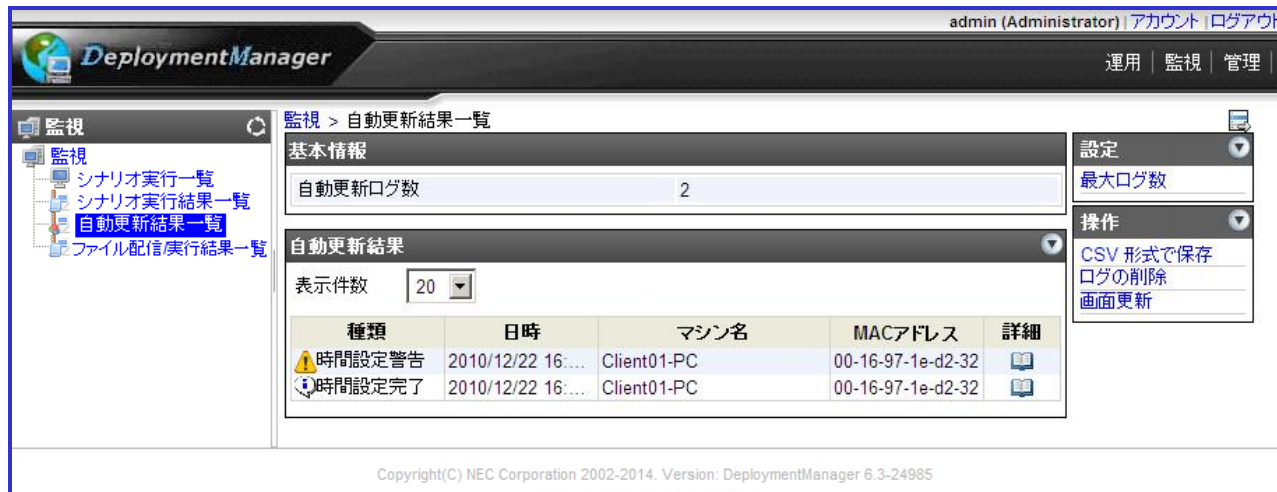 admin (Administrator) | アカウント | ログアウト
DeploymentManager
運用 | 監視 | 管理 |
監視
監視
シナリオ実行一覧
シナリオ実行結果一覧
自動更新結果一覧
ファイル配信/実行結果一覧
監視 > 自動更新結果一覧
基本情報
自動更新ログ数 2
自動更新結果
表示件数 20
種類 日時 マシン名 MACアドレス 詳細
時間設定警告 2010/12/22 16:... Client01-PC 00-16-97-1e-d2-32
時間設定完了 2010/12/22 16:... Client01-PC 00-16-97-1e-d2-32
設定
最大ログ数
操作
CSV 形式で保存
ログの削除
画面更新
Copyright(C) NEC Corporation 2002-2014. Version: DeploymentManager 6.3-24985